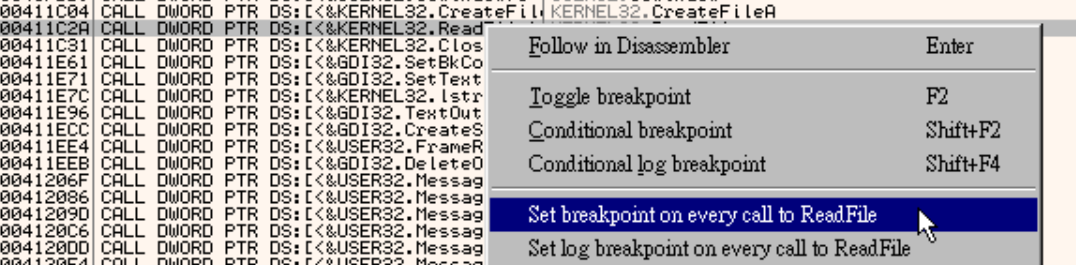 00411C04 CALL DWORD PTR DS:[<&KERNEL32.CreateFil KERNEL32.CreateFileA
00411C2A CALL DWORD PTR DS:[<&KERNEL32.Read
00411C31 CALL DWORD PTR DS:[<&KERNEL32.Clos
00411E61 CALL DWORD PTR DS:[<&GDI32.SetBkCo
00411E71 CALL DWORD PTR DS:[<&GDI32.SetText
00411E7C CALL DWORD PTR DS:[<&KERNEL32.lstr
00411E96 CALL DWORD PTR DS:[<&GDI32.TextOut
00411ECC CALL DWORD PTR DS:[<&GDI32.CreateS
00411EE4 CALL DWORD PTR DS:[<&USER32.FrameR
00411EEB CALL DWORD PTR DS:[<&GDI32.DeleteO
0041206F CALL DWORD PTR DS:[<&USER32.Messag
00412086 CALL DWORD PTR DS:[<&USER32.Messag
0041209D CALL DWORD PTR DS:[<&USER32.Messag
004120C6 CALL DWORD PTR DS:[<&USER32.Messag
004120DD CALL DWORD PTR DS:[<&USER32.Messag
Follow in Disassembler Enter
Toggle breakpoint F2
Conditional breakpoint Shift+F2
Conditional log breakpoint Shift+F4
Set breakpoint on every call to ReadFile
Set log breakpoint on every call to ReadFile